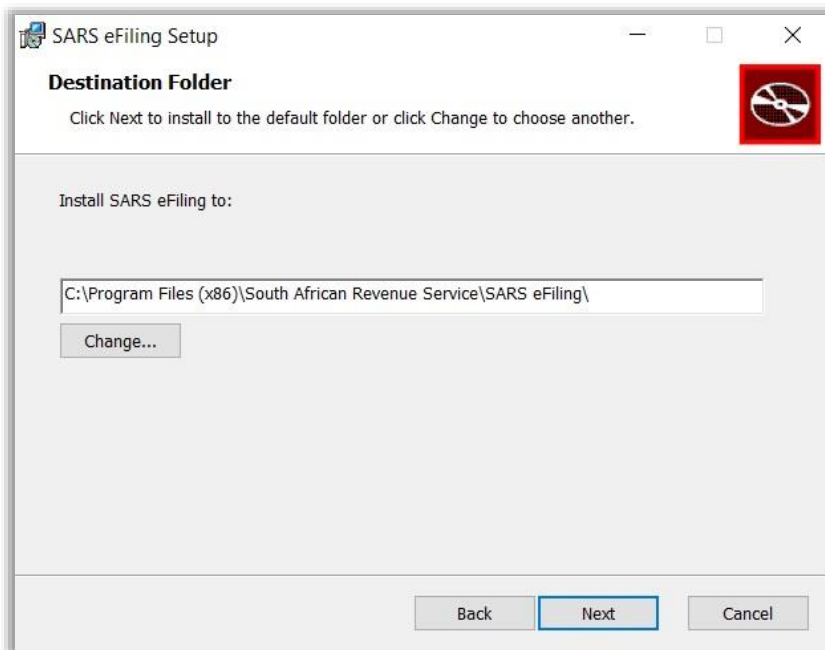 SARS eFiling Setup
Destination Folder
Click Next to install to the default folder or click Change to choose another.
Install SARS eFiling to:
C:\Program Files (x86)\South African Revenue Service\SARS eFiling\
Change...
Back Next Cancel